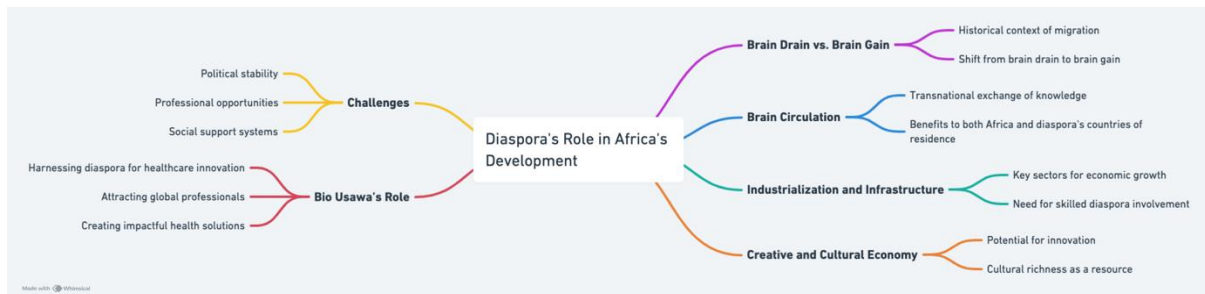 Diaspora's Role in Africa's
Development
Brain Drain vs. Brain Gain
Historical context of migration
Shift from brain drain to brain gain
Brain Circulation
Transnational exchange of knowledge
Benefits to both Africa and diaspora's countries of
residence
Industrialization and Infrastructure
Key sectors for economic growth
Need for skilled diaspora involvement
Creative and Cultural Economy
Potential for innovation
Cultural richness as a resource
Challenges
Political stability
Professional opportunities
Social support systems
Bio Usawa's Role
Harnessing diaspora for healthcare innovation
Attracting global professionals
Creating impactful health solutions
Made with Whimsical